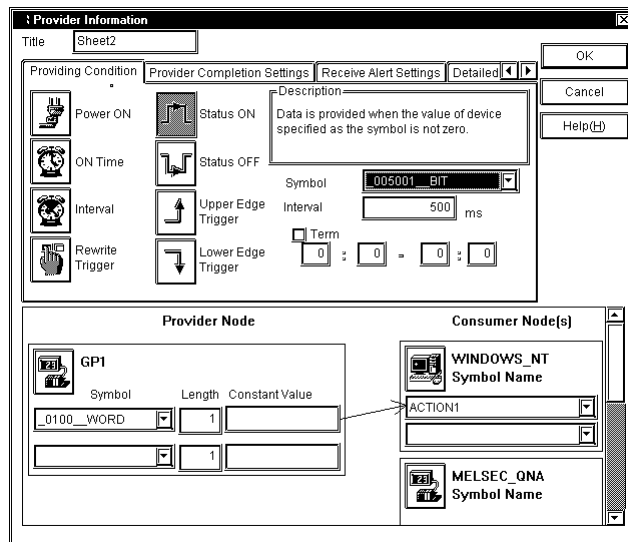 Provider Information
Title Sheet2
OK
Cancel
Help(H)
Providing Condition Provider Completion Settings Receive Alert Settings Detailed
Power ON
ON Time
Interval
Rewrite Trigger
Status ON
Status OFF
Upper Edge Trigger
Lower Edge Trigger
Description
Data is provided when the value of device
specified as the symbol is not zero.
Symbol _005001__BIT
Interval 500 ms
Term
0 : 0 - 0 : 0
Provider Node
GP1
Symbol Length Constant Value
_0100__WORD 1
1
Consumer Node(s)
WINDOWS_NT
Symbol Name
ACTION1
MELSEC_QNA
Symbol Name